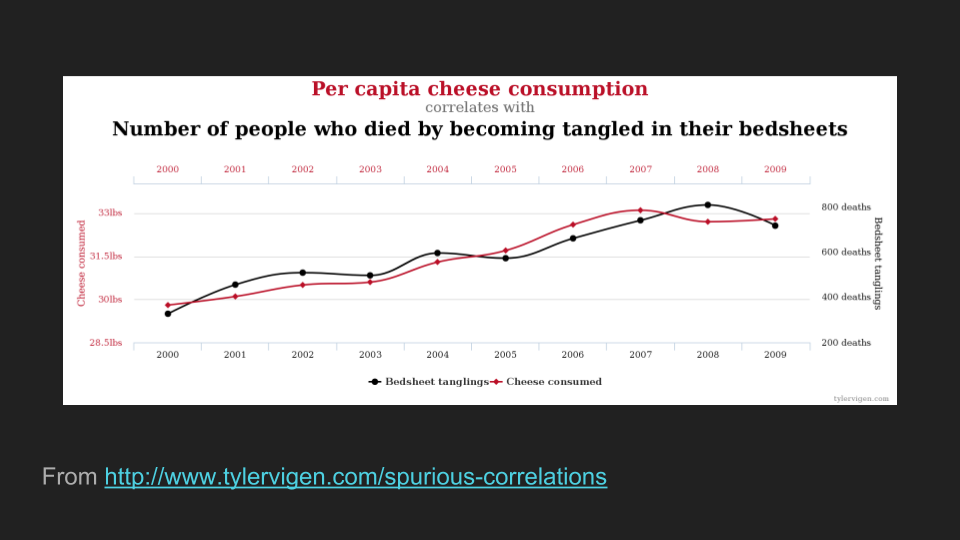 Per capita cheese consumption
correlates with
Number of people who died by becoming tangled in their bedsheets
2000 2001 2002 2003 2004 2005 2006 2007 2008 2009
Cheese consumed
33lbs
31.5lbs
30lbs
28.5lbs
800 deaths
600 deaths
400 deaths
200 deaths
Bedsheet tanglings
2000 2001 2002 2003 2004 2005 2006 2007 2008 2009
Bedsheet tanglings Cheese consumed
tylervigen.com
From http://www.tylervigen.com/spurious-correlations